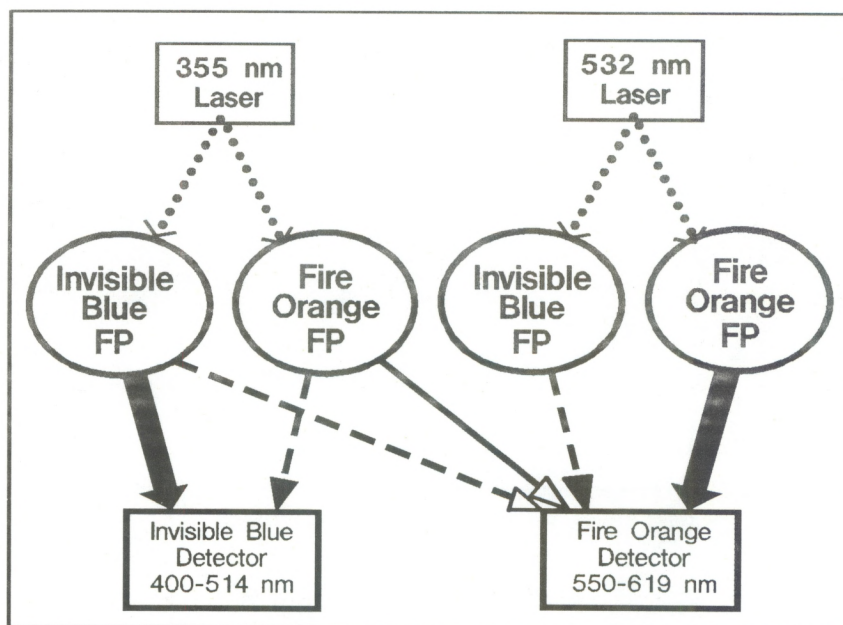 355 nm
Laser
532 nm
Laser
Invisible
Blue
FP
Fire
Orange
FP
Invisible
Blue
FP
Fire
Orange
FP
Invisible Blue
Detector
400-514 nm
Fire Orange
Detector
550-619 nm